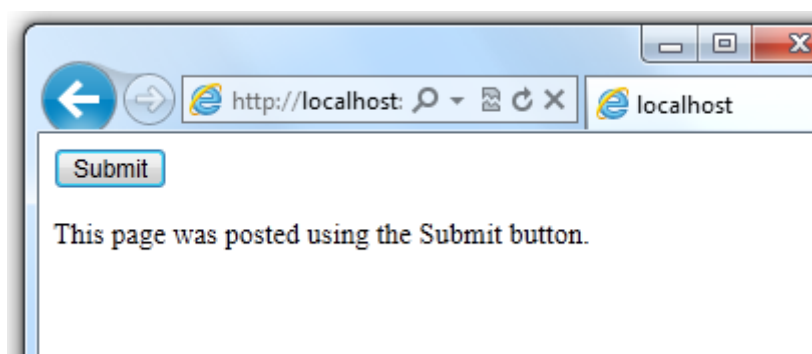 http://localhost: localhost
Submit
This page was posted using the Submit button.